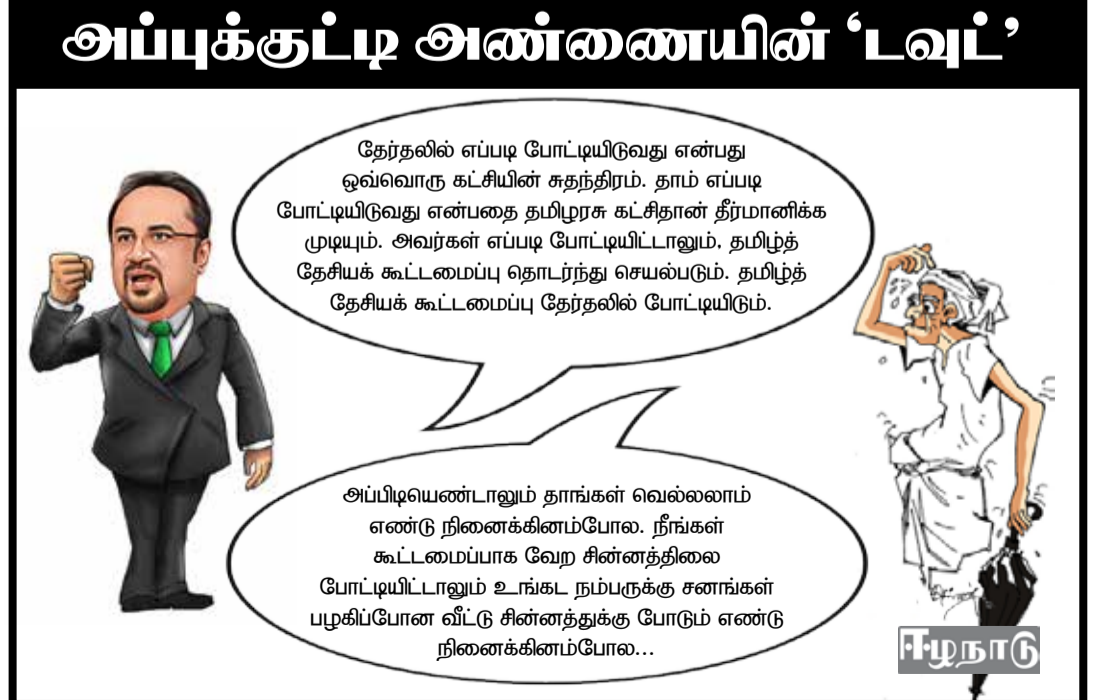 அப்புக்குட்டி அண்ணையின் ‘டவுட்’
தேர்தலில் எப்படி போட்டியிடுவது என்பது
ஒவ்வொரு கட்சியின் சுதந்திரம். தாம் எப்படி
போட்டியிடுவது என்பதை தமிழரசு கட்சிதான் தீர்மானிக்க
முடியும். அவர்கள் எப்படி போட்டியிட்டாலும், தமிழ்த்
தேசியக் கூட்டமைப்பு தொடர்ந்து செயல்படும். தமிழ்த்
தேசியக் கூட்டமைப்பு தேர்தலில் போட்டியிடும்.
அப்பிடியெண்டாலும் தாங்கள் வெல்லலாம்
எண்டு நினைக்கினம்போல. நீங்கள்
கூட்டமைப்பாக வேற சின்னத்திலை
போட்டியிட்டாலும் உங்கட நம்பருக்கு சனங்கள்
பழகிப்போன வீட்டு சின்னத்துக்கு போடும் எண்டு
நினைக்கினம்போல...
ஈழநாடு